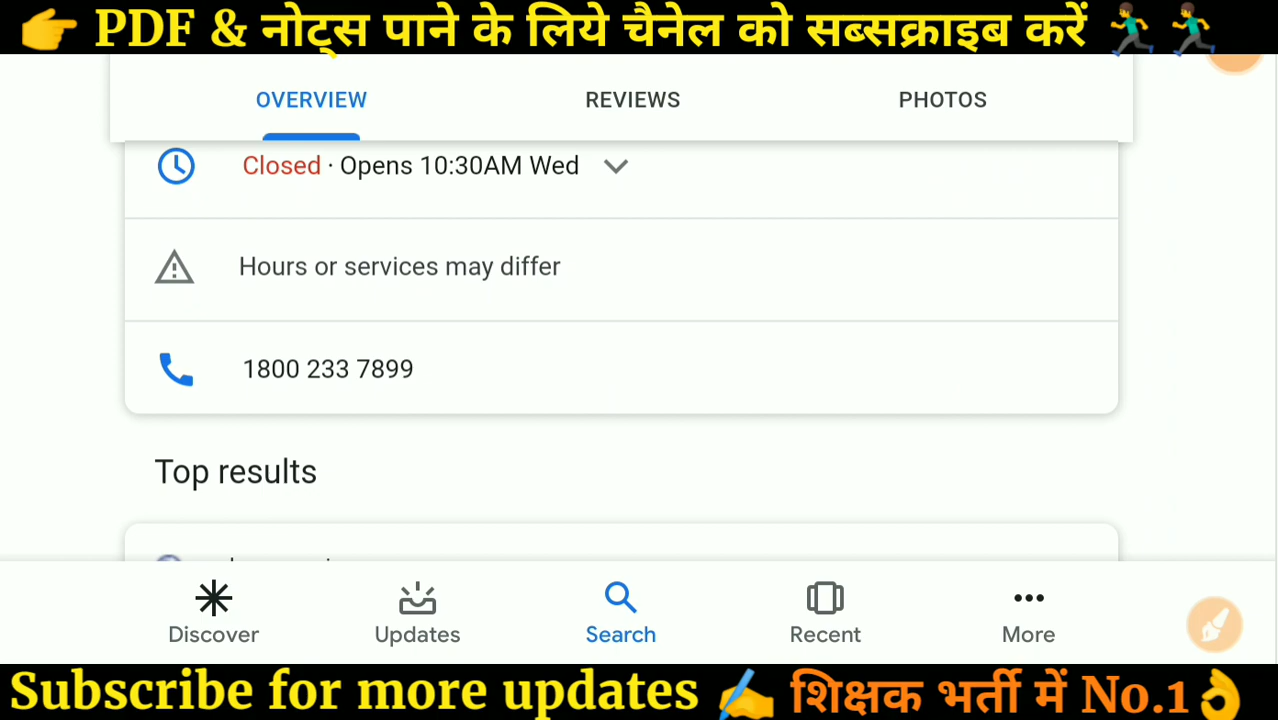 👉 PDF & नोट्स पाने के लिये चैनेल को सब्सक्राइब करें 🏃‍♂️ 🏃‍♂️
OVERVIEW REVIEWS PHOTOS
Closed · Opens 10:30AM Wed
Hours or services may differ
1800 233 7899
Top results
Discover Updates Search Recent More
Subscribe for more updates ✍️ शिक्षक भर्ती में No.1👌